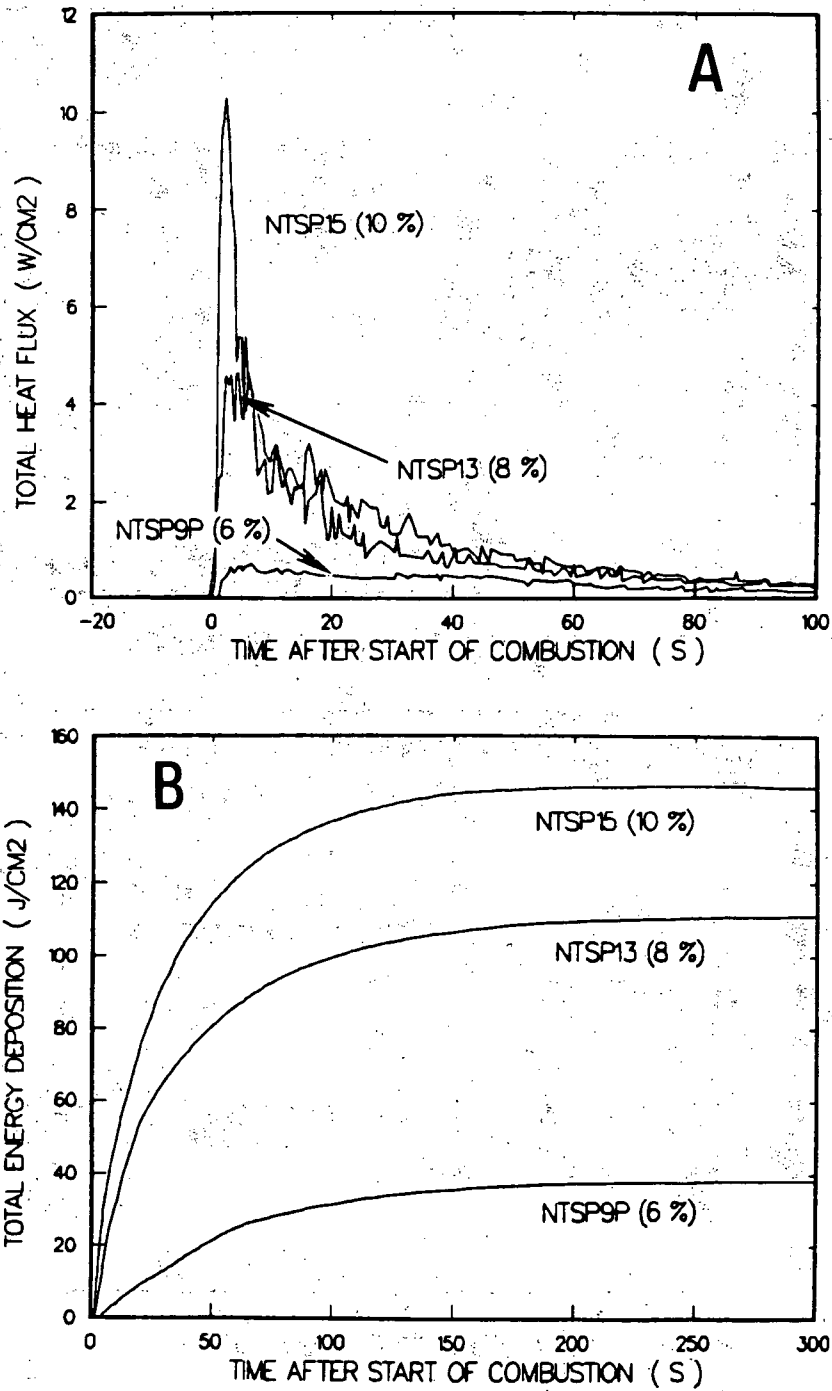 A
TOTAL HEAT FLUX ( W/CM2 )
12
10
8
6
4
2
0
NTSP15 (10 %)
NTSP13 (8 %)
NTSP9P (6 %)
-20 0 20 40 60 80 100
TIME AFTER START OF COMBUSTION ( S )
B
TOTAL ENERGY DEPOSITION ( J/CM2 )
160
140
120
100
80
60
40
20
0
NTSP15 (10 %)
NTSP13 (8 %)
NTSP9P (6 %)
0 50 100 150 200 250 300
TIME AFTER START OF COMBUSTION ( S )